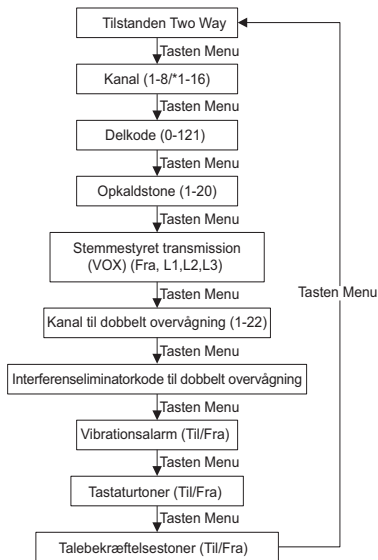 Tilstanden Two Way
Tasten Menu
Kanal (1-8/*1-16)
Tasten Menu
Delkode (0-121)
Tasten Menu
Opkaldstone (1-20)
Tasten Menu
Stemmestyret transmission
(VOX) (Fra, L1,L2,L3)
Tasten Menu
Tasten Menu
Kanal til dobbelt overvågning (1-22)
Tasten Menu
Interferenseliminatorkode til dobbelt overvågning
Tasten Menu
Vibrationsalarm (Til/Fra)
Tasten Menu
Tastaturtoner (Til/Fra)
Tasten Menu
Talebekræftelsestoner (Til/Fra)